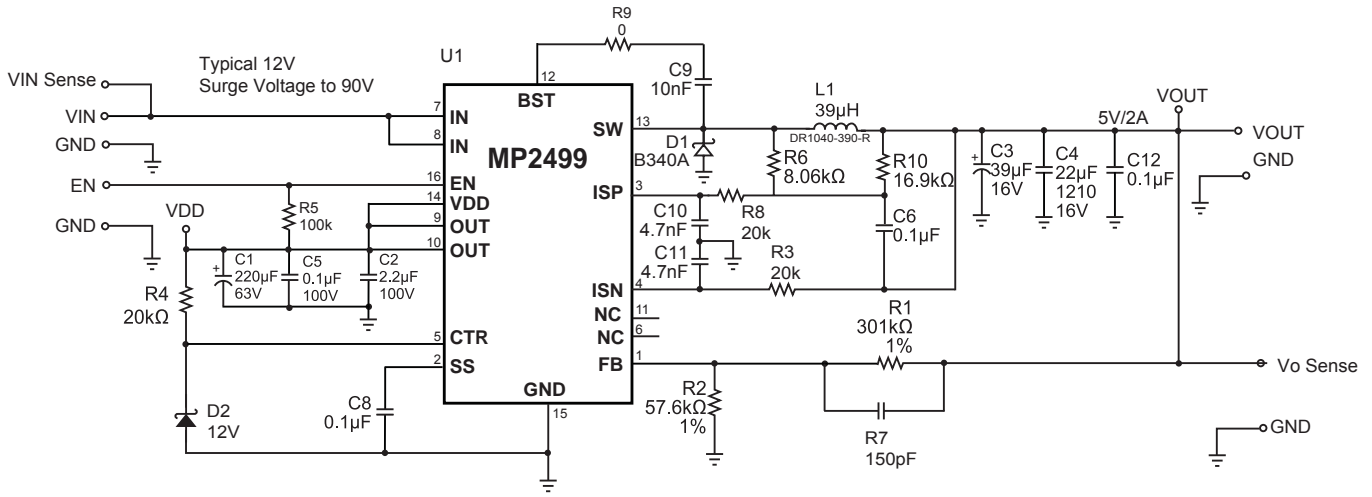 R9
0
U1
Typical 12V
Surge Voltage to 90V
VIN Sense
12
BST
C9
10nF
L1
39µH
DR1040-390-R
VOUT
5V/2A
VIN
7
IN
SW
13
VOUT
GND
8
IN
MP2499
D1
B340A
R6
8.06kΩ
R10
16.9kΩ
C3
39µF
16V
+
C4
22µF
1210
16V
C12
0.1µF
GND
EN
16
EN
ISP
3
VDD
R5
100k
14
VDD
9
OUT
10
OUT
C10
4.7nF
R8
20k
C6
0.1µF
GND
C11
4.7nF
R3
20k
+
C1
220µF
63V
C5
0.1µF
100V
C2
2.2µF
100V
R4
20kΩ
ISN
4
NC
11
NC
6
R1
301kΩ
1%
5
CTR
2
SS
FB
1
Vo Sense
GND
15
R2
57.6kΩ
1%
R7
150pF
D2
12V
C8
0.1µF
GND